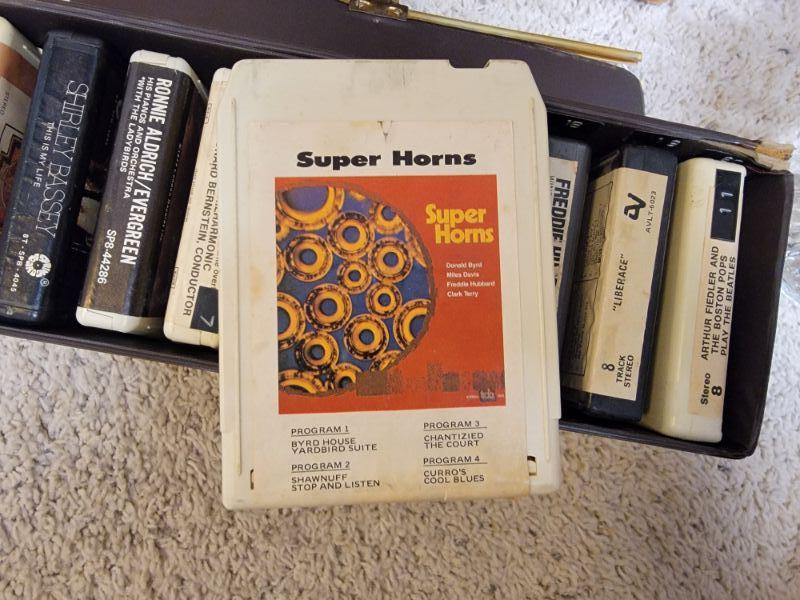 SHIRLEY BASSEY
THIS IS MY LIFE
RONNIE ALDRICH/EVERGREEN
HIS PIANOS AND ORCHESTRA
*WITH THE LADYBIRDS
SP8-44286
BERNSTEIN, CONDUCTOR
7
Super Horns
Super
Horns
Donald Byrd
Miles Davis
Freddie Hubbard
Clark Terry
PROGRAM 1
BYRD HOUSE
YARDBIRD SUITE
PROGRAM 2
SHAWNUFF
STOP AND LISTEN
PROGRAM 3
CHANTIZIED
THE COURT
PROGRAM 4
CURRO'S
COOL BLUES
FREDDIE
AVLT-6023
"LIBERACE"
8
TRACK
STEREO
11
ARTHUR FIEDLER AND
THE BOSTON POPS
PLAY THE BEATLES
Stereo
8